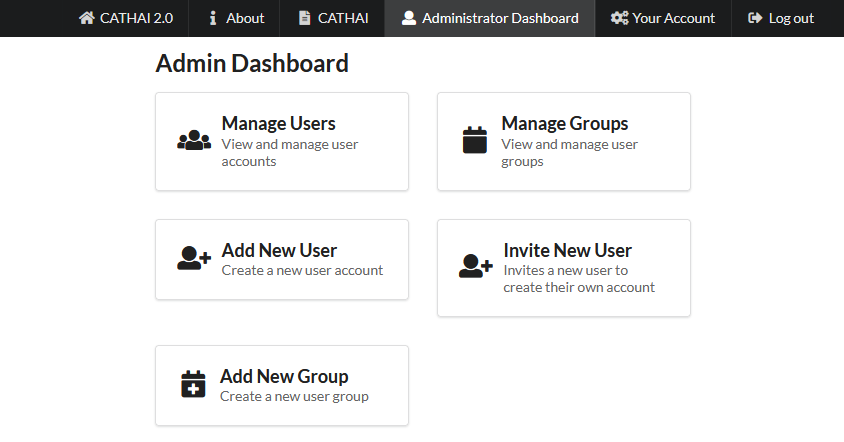 CATHAI 2.0 About CATHAI Administrator Dashboard Your Account Log out
Admin Dashboard
Manage Users
View and manage user
accounts
Manage Groups
View and manage user
groups
Add New User
Create a new user account
Invite New User
Invites a new user to
create their own account
Add New Group
Create a new user group